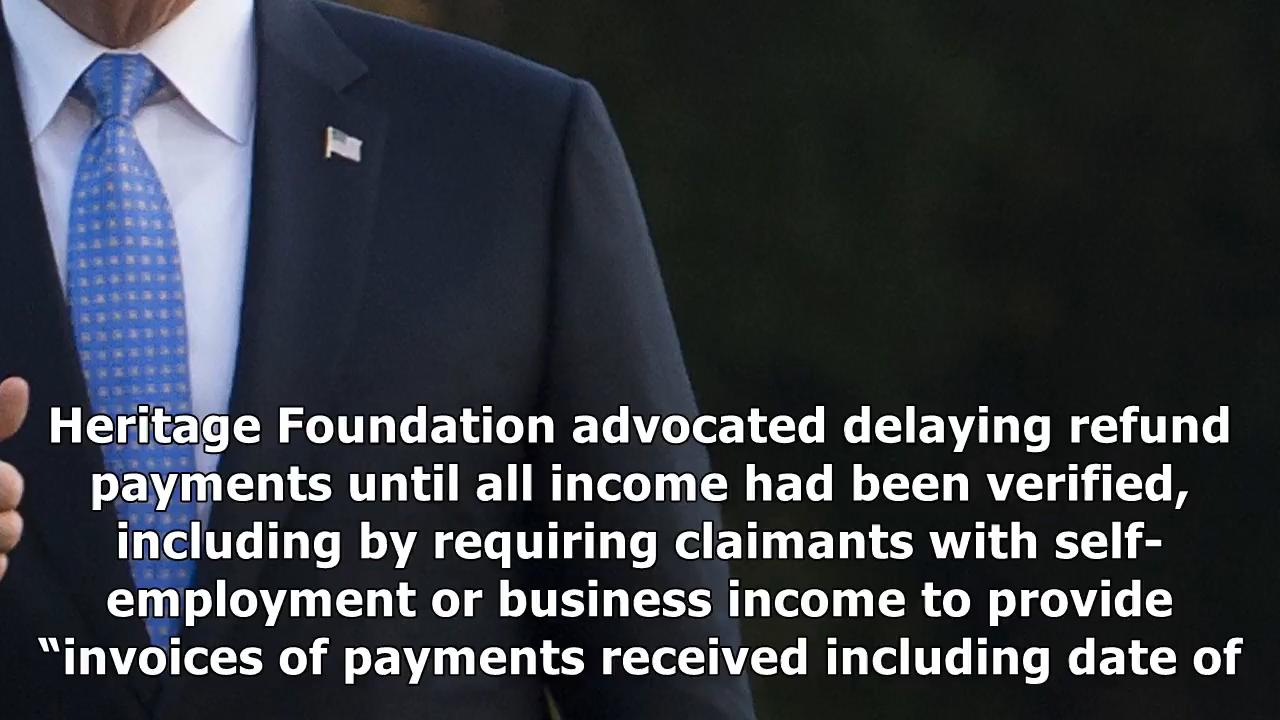 Heritage Foundation advocated delaying refund
payments until all income had been verified,
including by requiring claimants with self-
employment or business income to provide
“invoices of payments received including date of